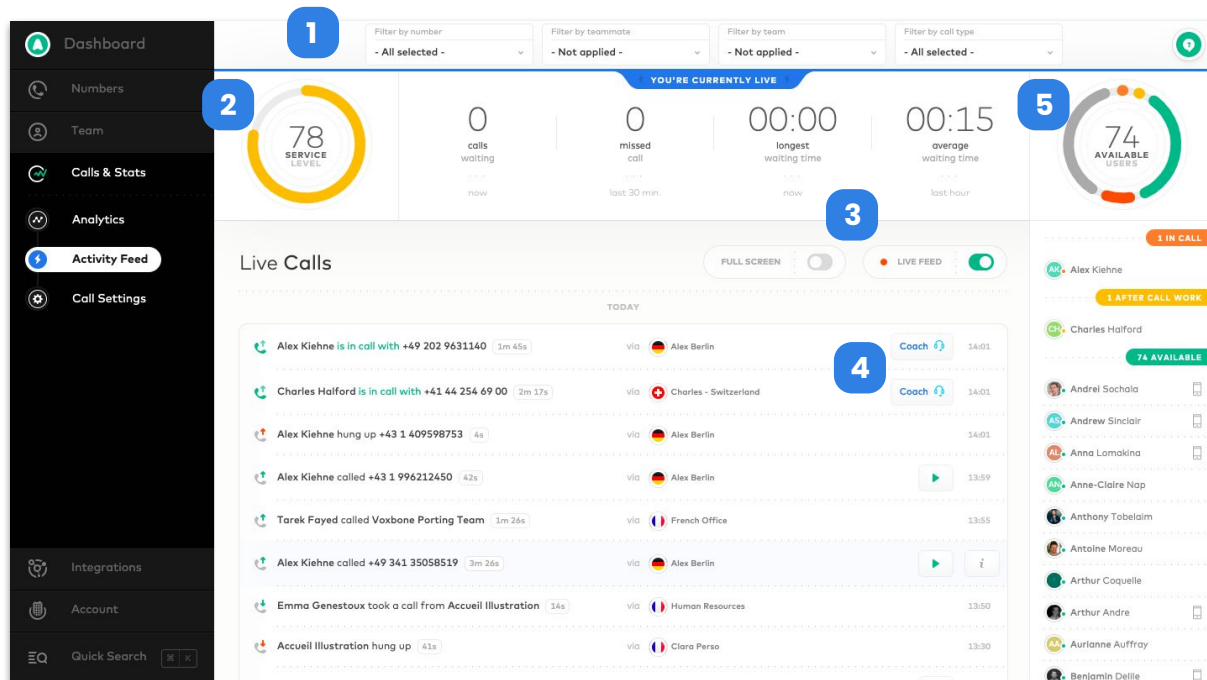 Dashboard
Numbers
Team
Calls & Stats
Analytics
Activity Feed
Call Settings
Integrations
Account
Quick Search ⌘ K
1
Filter by number
- All selected -
Filter by teammate
- Not applied -
Filter by team
- Not applied -
Filter by call type
- All selected -
YOU'RE CURRENTLY LIVE
2
78
SERVICE
LEVEL
0
calls
waiting
now
0
missed
call
last 30 min.
00:00
longest
waiting time
now
00:15
average
waiting time
last hour
5
74
AVAILABLE
USERS
3
Live Calls
FULL SCREEN
LIVE FEED
TODAY
4
Alex Kiehne is in call with +49 202 9631140 1m 45s via Alex Berlin Coach 14:01
Charles Halford is in call with +41 44 254 69 00 2m 17s via Charles - Switzerland Coach 14:01
Alex Kiehne hung up +43 1 409598753 4s via Alex Berlin 14:01
Alex Kiehne called +43 1 996212450 42s via Alex Berlin 13:59
Tarek Fayed called Voxbone Porting Team 1m 26s via French Office 13:55
Alex Kiehne called +49 341 35058519 3m 26s via Alex Berlin i
Emma Genestoux took a call from Accueil Illustration 14s via Human Resources 13:50
Accueil Illustration hung up 41s via Clara Perso 13:30
1 IN CALL
AK Alex Kiehne
1 AFTER CALL WORK
CH Charles Halford
74 AVAILABLE
Andrei Sochala
AS Andrew Sinclair
AL Anna Lomakina
AN Anne-Claire Nap
Anthony Tobelaim
Antoine Moreau
Arthur Coquelle
Arthur Andre
AA Aurianne Auffray
Benjamin Delile